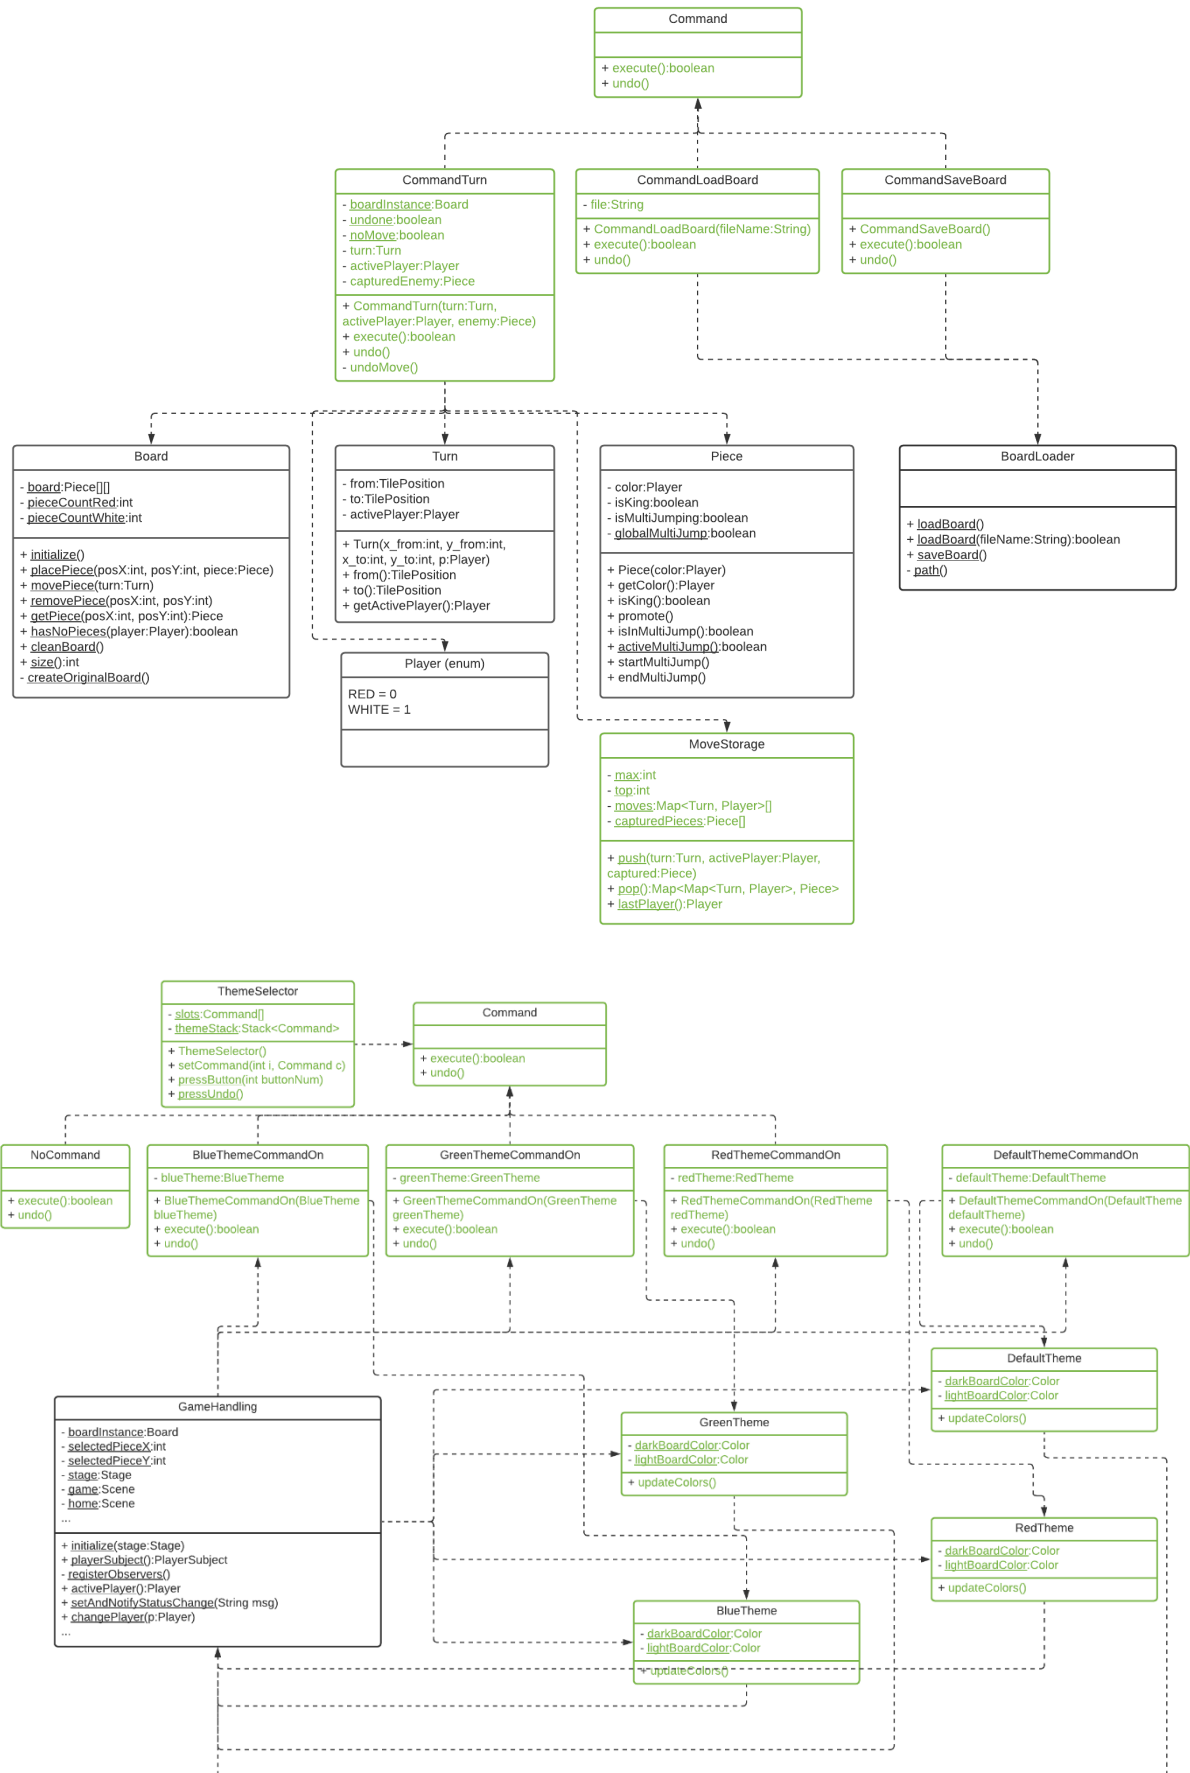 Command
+ execute():boolean
+ undo()
CommandTurn
- boardInstance:Board
- undone:boolean
- noMove:boolean
- turn:Turn
- activePlayer:Player
- capturedEnemy:Piece
+ CommandTurn(turn:Turn,
activePlayer:Player, enemy:Piece)
+ execute():boolean
+ undo()
- undoMove()
CommandLoadBoard
- file:String
+ CommandLoadBoard(fileName:String)
+ execute():boolean
+ undo()
CommandSaveBoard
+ CommandSaveBoard()
+ execute():boolean
+ undo()
Board
- board:Piece[][]
- pieceCountRed:int
- pieceCountWhite:int
+ initialize()
+ placePiece(posX:int, posY:int, piece:Piece)
+ movePiece(turn:Turn)
+ removePiece(posX:int, posY:int)
+ getPiece(posX:int, posY:int):Piece
+ hasNoPieces(player:Player):boolean
+ cleanBoard()
+ size():int
- createOriginalBoard()
Turn
- from:TilePosition
- to:TilePosition
- activePlayer:Player
+ Turn(x_from:int, y_from:int,
x_to:int, y_to:int, p:Player)
+ from():TilePosition
+ to():TilePosition
+ getActivePlayer():Player
Piece
- color:Player
- isKing:boolean
- isMultiJumping:boolean
- globalMultiJump:boolean
+ Piece(color:Player)
+ getColor():Player
+ isKing():boolean
+ promote()
+ isInMultiJump():boolean
+ activeMultiJump():boolean
+ startMultiJump()
+ endMultiJump()
BoardLoader
+ loadBoard()
+ loadBoard(fileName:String):boolean
+ saveBoard()
- path()
Player (enum)
RED = 0
WHITE = 1
MoveStorage
- max:int
- top:int
- moves:Map<Turn, Player>[]
- capturedPieces:Piece[]
+ push(turn:Turn, activePlayer:Player,
captured:Piece)
+ pop():Map<Map<Turn, Player>, Piece>
+ lastPlayer():Player
ThemeSelector
- slots:Command[]
- themeStack:Stack<Command>
+ ThemeSelector()
+ setCommand(int i, Command c)
+ pressButton(int buttonNum)
+ pressUndo()
Command
+ execute():boolean
+ undo()
NoCommand
+ execute():boolean
+ undo()
BlueThemeCommandOn
- blueTheme:BlueTheme
+ BlueThemeCommandOn(BlueTheme
blueTheme)
+ execute():boolean
+ undo()
GreenThemeCommandOn
- greenTheme:GreenTheme
+ GreenThemeCommandOn(GreenTheme
greenTheme)
+ execute():boolean
+ undo()
RedThemeCommandOn
- redTheme:RedTheme
+ RedThemeCommandOn(RedTheme
redTheme)
+ execute():boolean
+ undo()
DefaultThemeCommandOn
- defaultTheme:DefaultTheme
+ DefaultThemeCommandOn(DefaultTheme
defaultTheme)
+ execute():boolean
+ undo()
DefaultTheme
- darkBoardColor:Color
- lightBoardColor:Color
+ updateColors()
GameHandling
- boardInstance:Board
- selectedPieceX:int
- selectedPieceY:int
- stage:Stage
- game:Scene
- home:Scene
...
+ initialize(stage:Stage)
+ playerSubject():PlayerSubject
- registerObservers()
+ activePlayer():Player
+ setAndNotifyStatusChange(String msg)
+ changePlayer(p:Player)
...
GreenTheme
- darkBoardColor:Color
- lightBoardColor:Color
+ updateColors()
RedTheme
- darkBoardColor:Color
- lightBoardColor:Color
+ updateColors()
BlueTheme
- darkBoardColor:Color
- lightBoardColor:Color
+ updateColors()